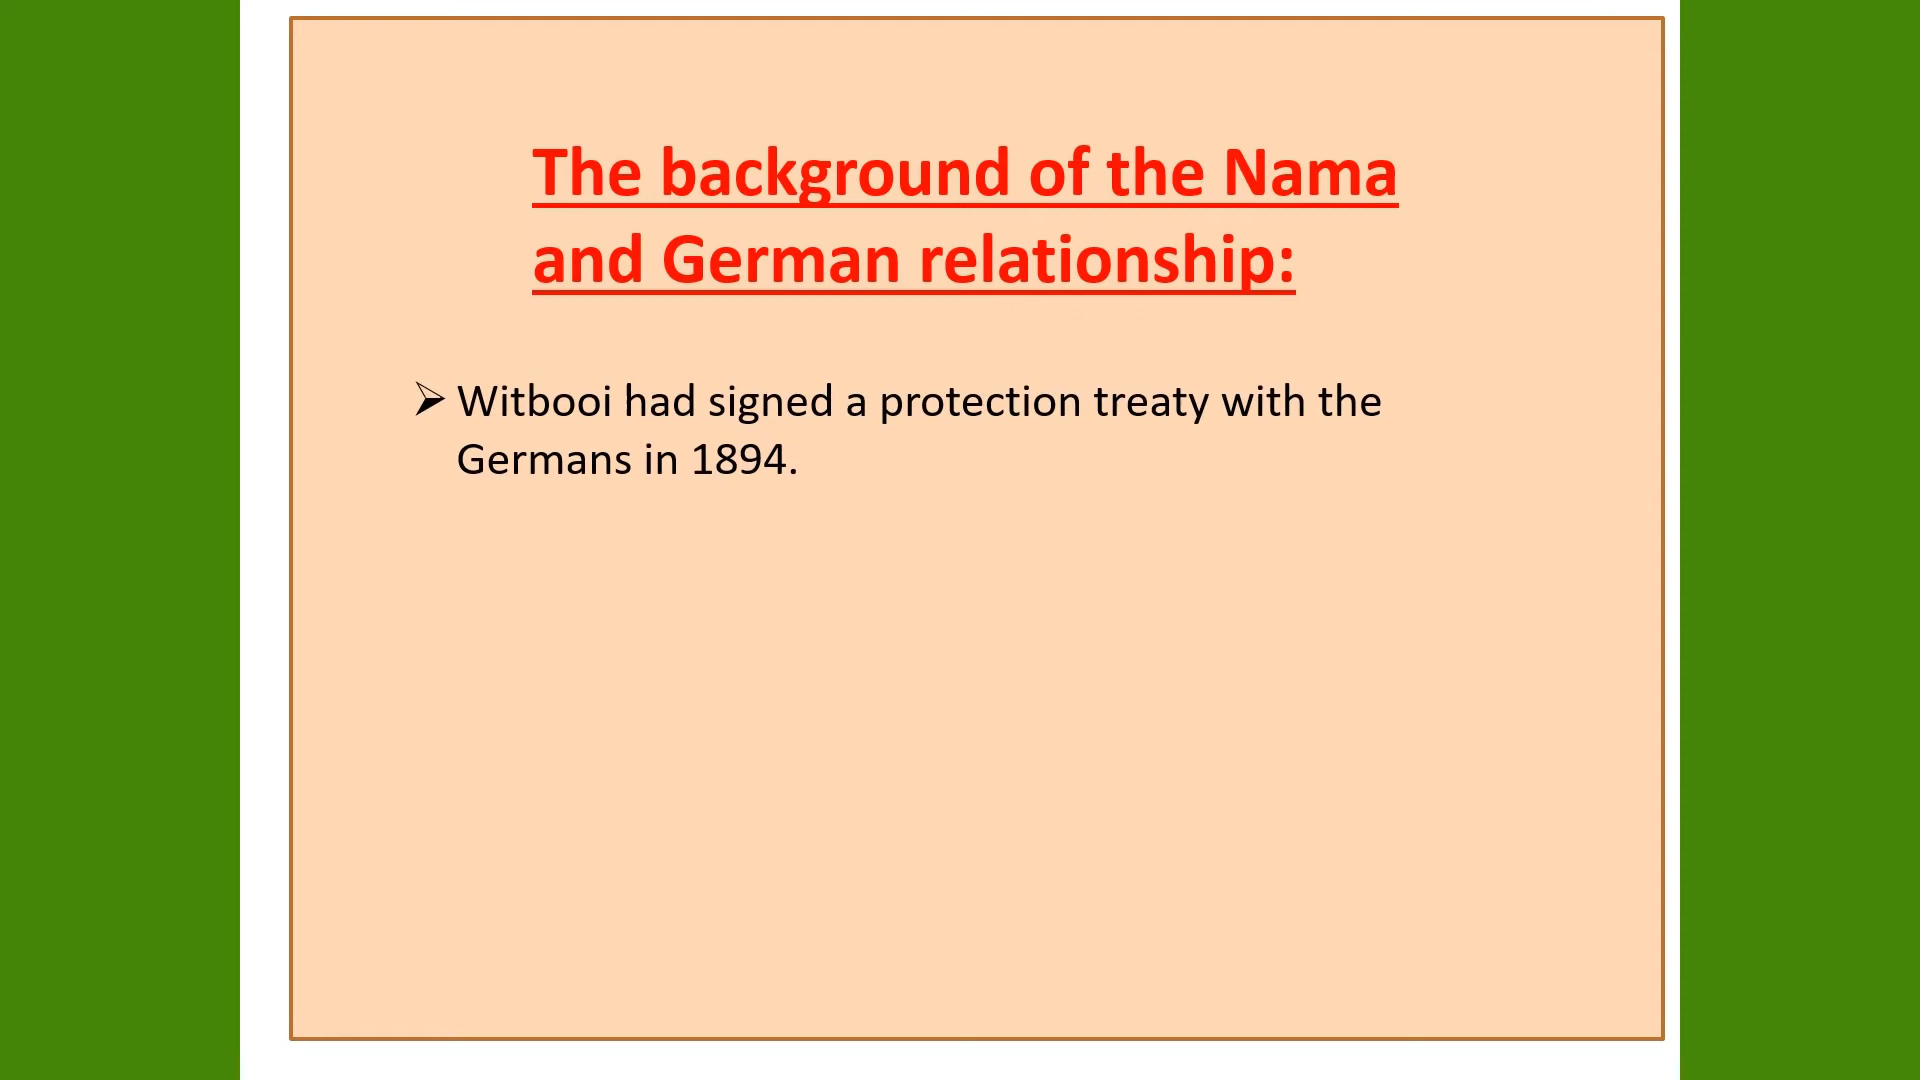 The background of the Nama
and German relationship:
➢ Witbooi had signed a protection treaty with the
Germans in 1894.